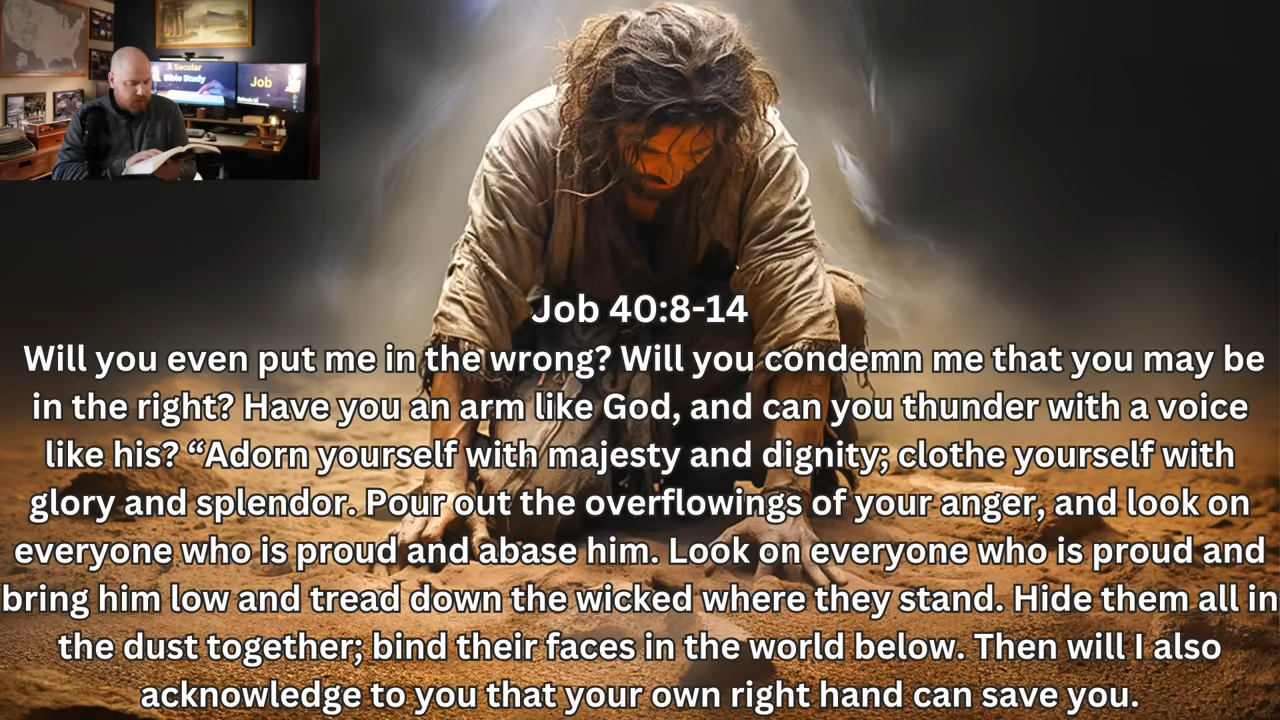 A Secular
Bible Study
Job
Job 40:8-14
Will you even put me in the wrong? Will you condemn me that you may be
in the right? Have you an arm like God, and can you thunder with a voice
like his? “Adorn yourself with majesty and dignity; clothe yourself with
glory and splendor. Pour out the overflowings of your anger, and look on
everyone who is proud and abase him. Look on everyone who is proud and
bring him low and tread down the wicked where they stand. Hide them all in
the dust together; bind their faces in the world below. Then will I also
acknowledge to you that your own right hand can save you.